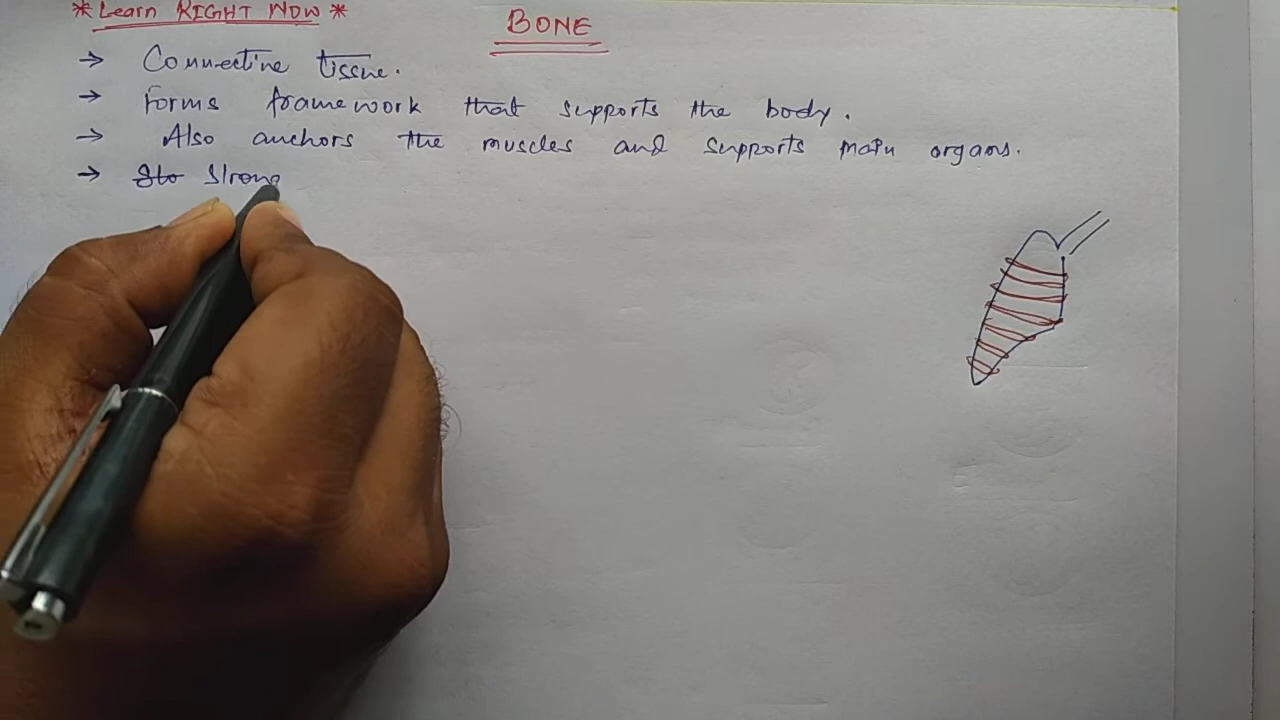 *Learn RIGHT NOW*
BONE
→ Connective tissue.
→ Forms framework that supports the body.
→ Also anchors the muscles and supports main organs.
→ Sto Strong